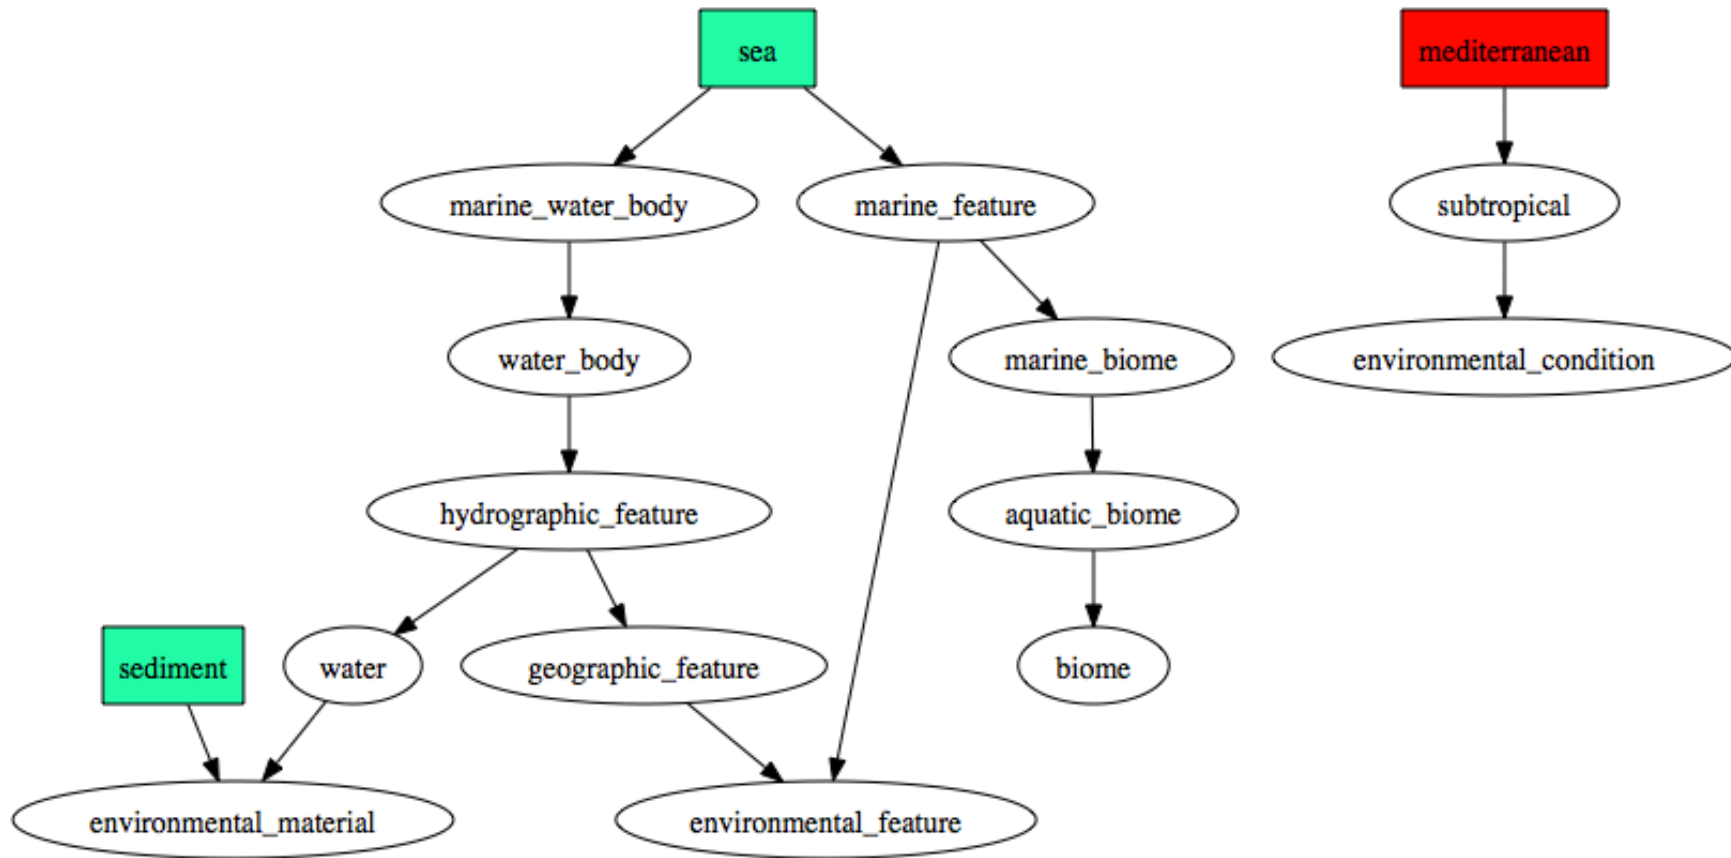 sea
mediterranean
marine_water_body
marine_feature
subtropical
water_body
marine_biome
environmental_condition
hydrographic_feature
aquatic_biome
sediment
water
geographic_feature
biome
environmental_material
environmental_feature